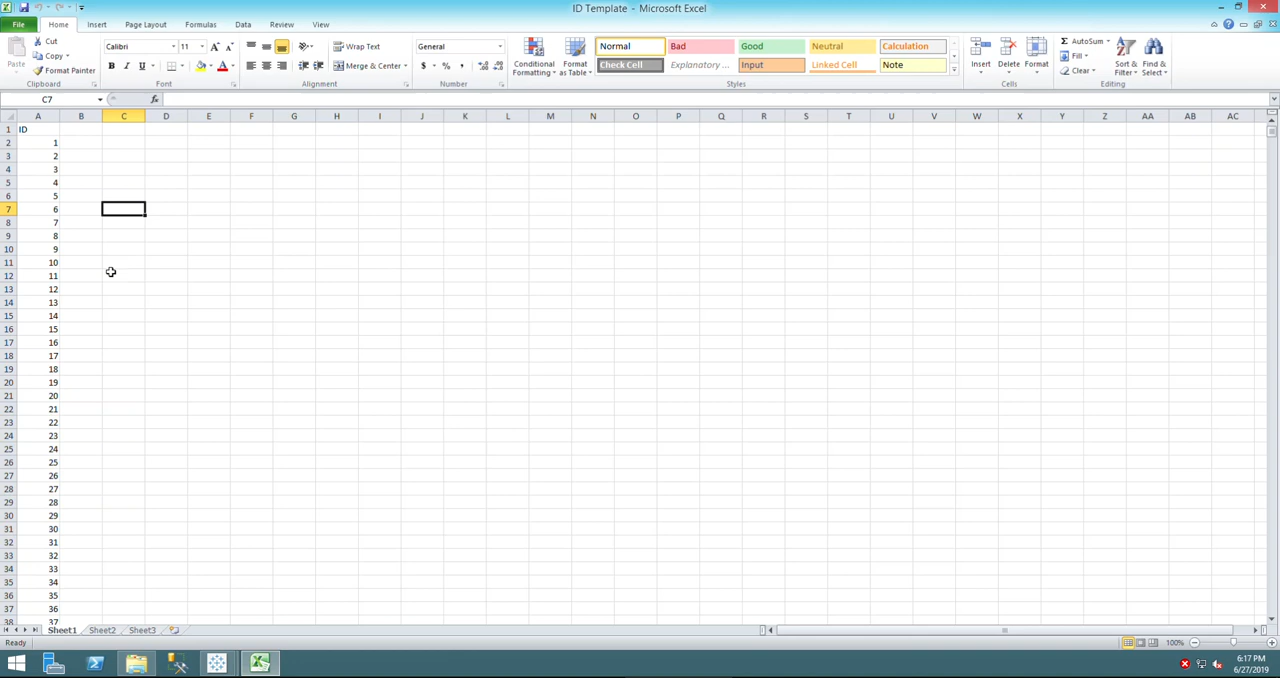 ID Template - Microsoft Excel
File Home Insert Page Layout Formulas Data Review View
Cut
Copy
Format Painter
Paste
Clipboard
Calibri 11
B I U
Font
Wrap Text
Merge & Center
Alignment
General
$ % ,
Number
Conditional Formatting
Format as Table
Normal Bad Good Neutral Calculation
Check Cell Explanatory ... Input Linked Cell Note
Styles
Insert Delete Format
Cells
Σ AutoSum
Fill
Clear
Sort & Filter
Find & Select
Editing
C7 fx
A B C D E F G H I J K L M N O P Q R S T U V W X Y Z AA AB AC
1 ID
2 1
3 2
4 3
5 4
6 5
7 6
8 7
9 8
10 9
11 10
12 11
13 12
14 13
15 14
16 15
17 16
18 17
19 18
20 19
21 20
22 21
23 22
24 23
25 24
26 25
27 26
28 27
29 28
30 29
31 30
32 31
33 32
34 33
35 34
36 35
37 36
38 37
Sheet1 Sheet2 Sheet3
Ready 100%
6:17 PM
6/27/2019